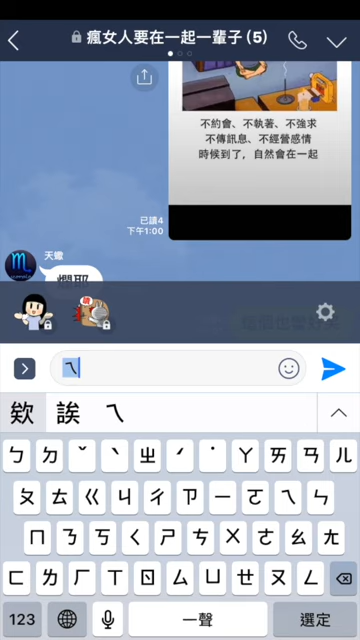 瘋女人要在一起一輩子 (5)
不約會、不執著、不強求
不傳訊息、不經營感情
時候到了，自然會在一起
已讀4
下午1:00
天蠍
ㄟ
欸 誒 ㄟ
ㄅ ㄉ ˇ ˋ ㄓ ˊ ˙ ㄚ ㄞ ㄢ ㄦ
ㄆ ㄊ ㄍ ㄐ ㄔ ㄗ ㄧ ㄛ ㄟ ㄣ
ㄇ ㄋ ㄎ ㄑ ㄕ ㄘ ㄨ ㄜ ㄠ ㄤ
ㄈ ㄌ ㄏ ㄒ ㄖ ㄙ ㄩ ㄝ ㄡ ㄥ
123 一聲 選定